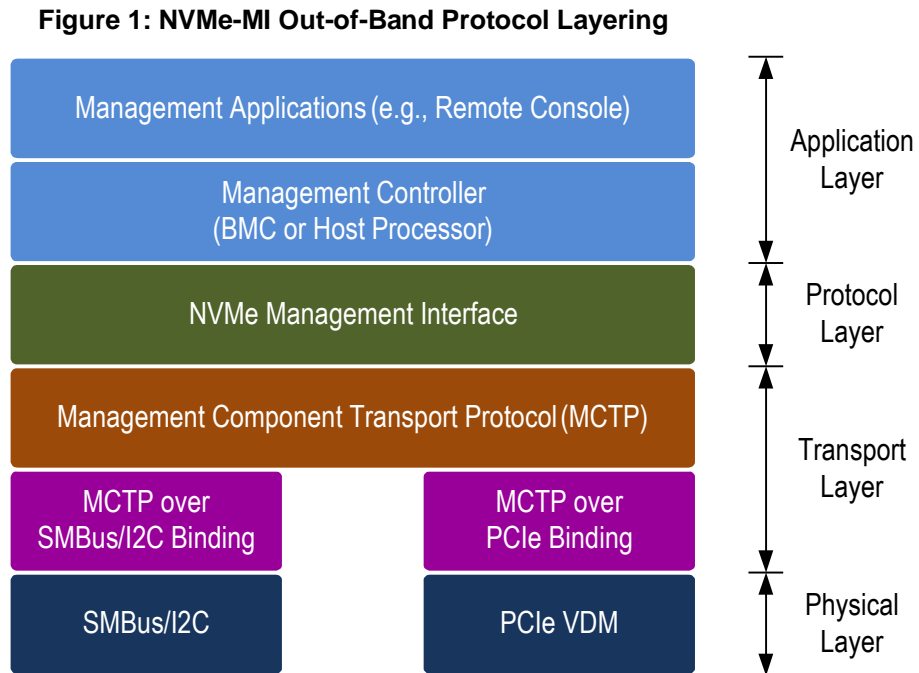 Figure 1: NVMe-MI Out-of-Band Protocol Layering
Management Applications (e.g., Remote Console)
Management Controller
(BMC or Host Processor)
Application
Layer
NVMe Management Interface
Protocol
Layer
Management Component Transport Protocol (MCTP)
MCTP over
SMBus/I2C Binding
MCTP over
PCIe Binding
Transport
Layer
SMBus/I2C
PCIe VDM
Physical
Layer